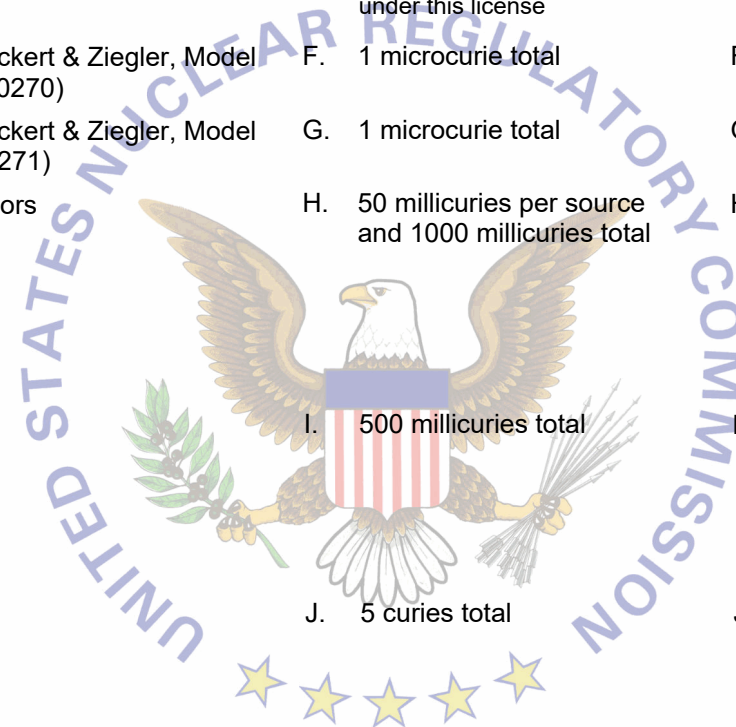 under this license
ckert & Ziegler, Model F. 1 microcurie total
0270)
ckert & Ziegler, Model G. 1 microcurie total
271)
ors H. 50 millicuries per source
and 1000 millicuries total
I. 500 millicuries total
J. 5 curies total
UNITED STATES NUCLEAR REGULATORY COMMISSION